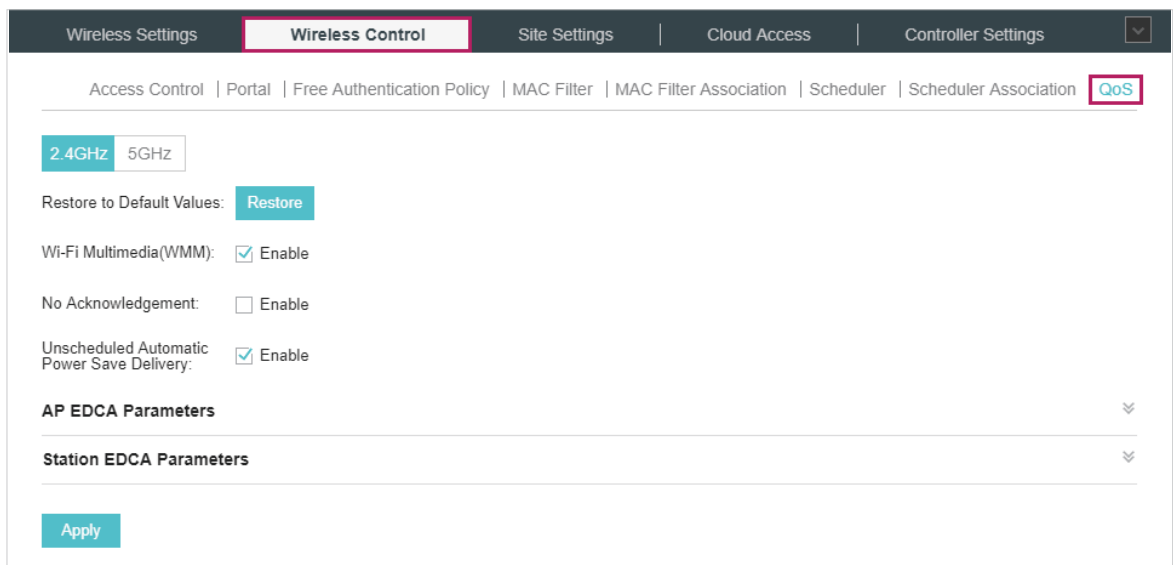 Wireless Settings Wireless Control Site Settings | Cloud Access | Controller Settings
Access Control | Portal | Free Authentication Policy | MAC Filter | MAC Filter Association | Scheduler | Scheduler Association QoS
2.4GHz 5GHz
Restore to Default Values: Restore
Wi-Fi Multimedia(WMM): Enable
No Acknowledgement: Enable
Unscheduled Automatic
Power Save Delivery: Enable
AP EDCA Parameters
Station EDCA Parameters
Apply